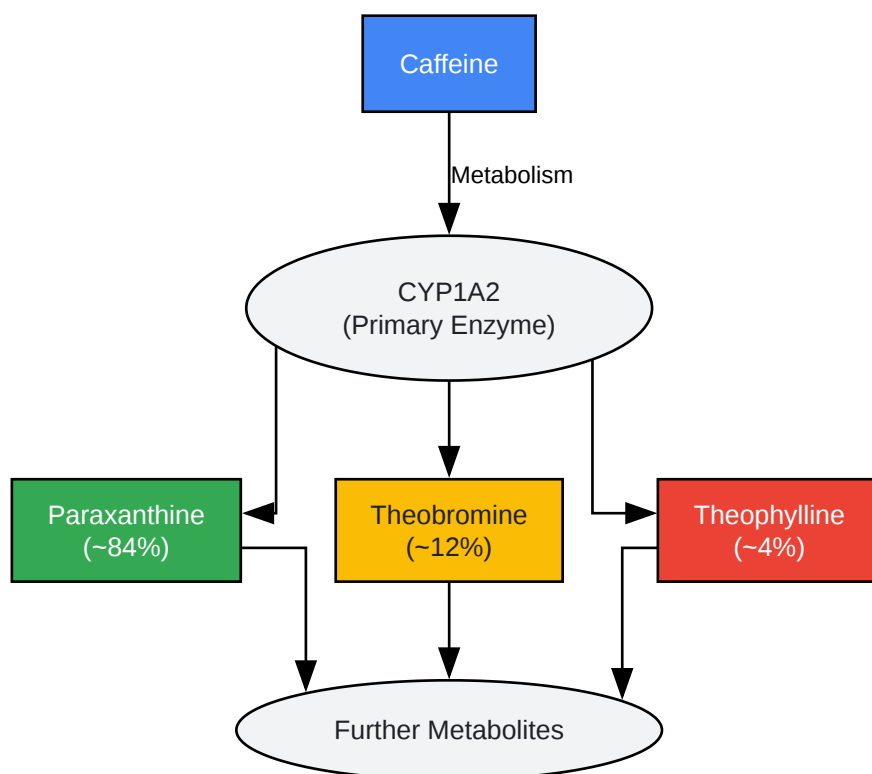 Caffeine
Metabolism
CYP1A2
(Primary Enzyme)
Paraxanthine
(~84%)
Theobromine
(~12%)
Theophylline
(~4%)
Further Metabolites